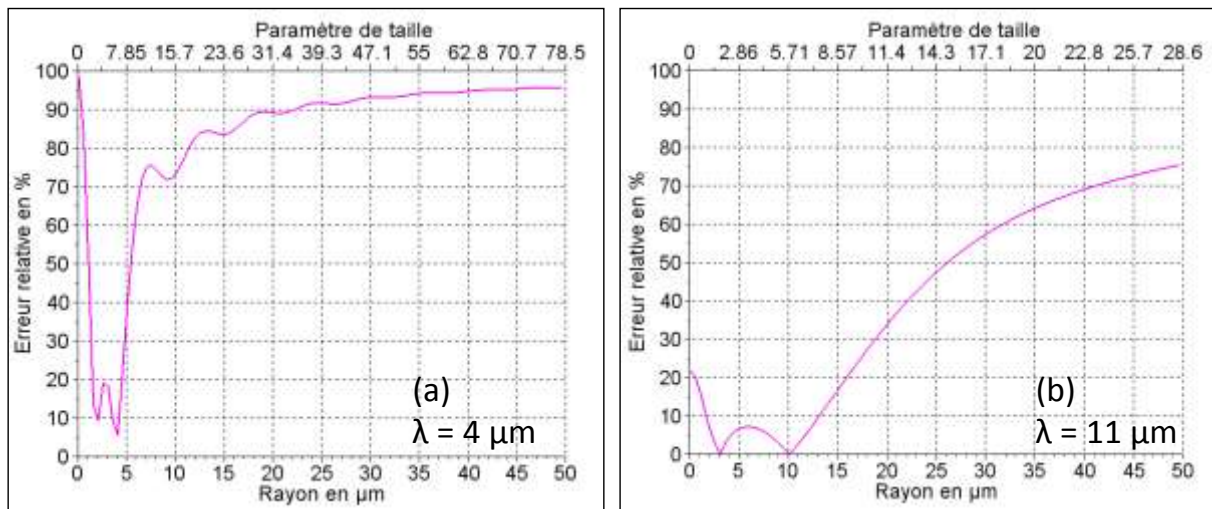 Paramètre de taille
0 7.85 15.7 23.6 31.4 39.3 47.1 55 62.8 70.7 78.5
100
90
80
70
60
50
40
30
20
10
0
Erreur relative en %
(a)
λ = 4 µm
0 5 10 15 20 25 30 35 40 45 50
Rayon en µm
Paramètre de taille
0 2.86 5.71 8.57 11.4 14.3 17.1 20 22.8 25.7 28.6
100
90
80
70
60
50
40
30
20
10
0
Erreur relative en %
(b)
λ = 11 µm
0 5 10 15 20 25 30 35 40 45 50
Rayon en µm